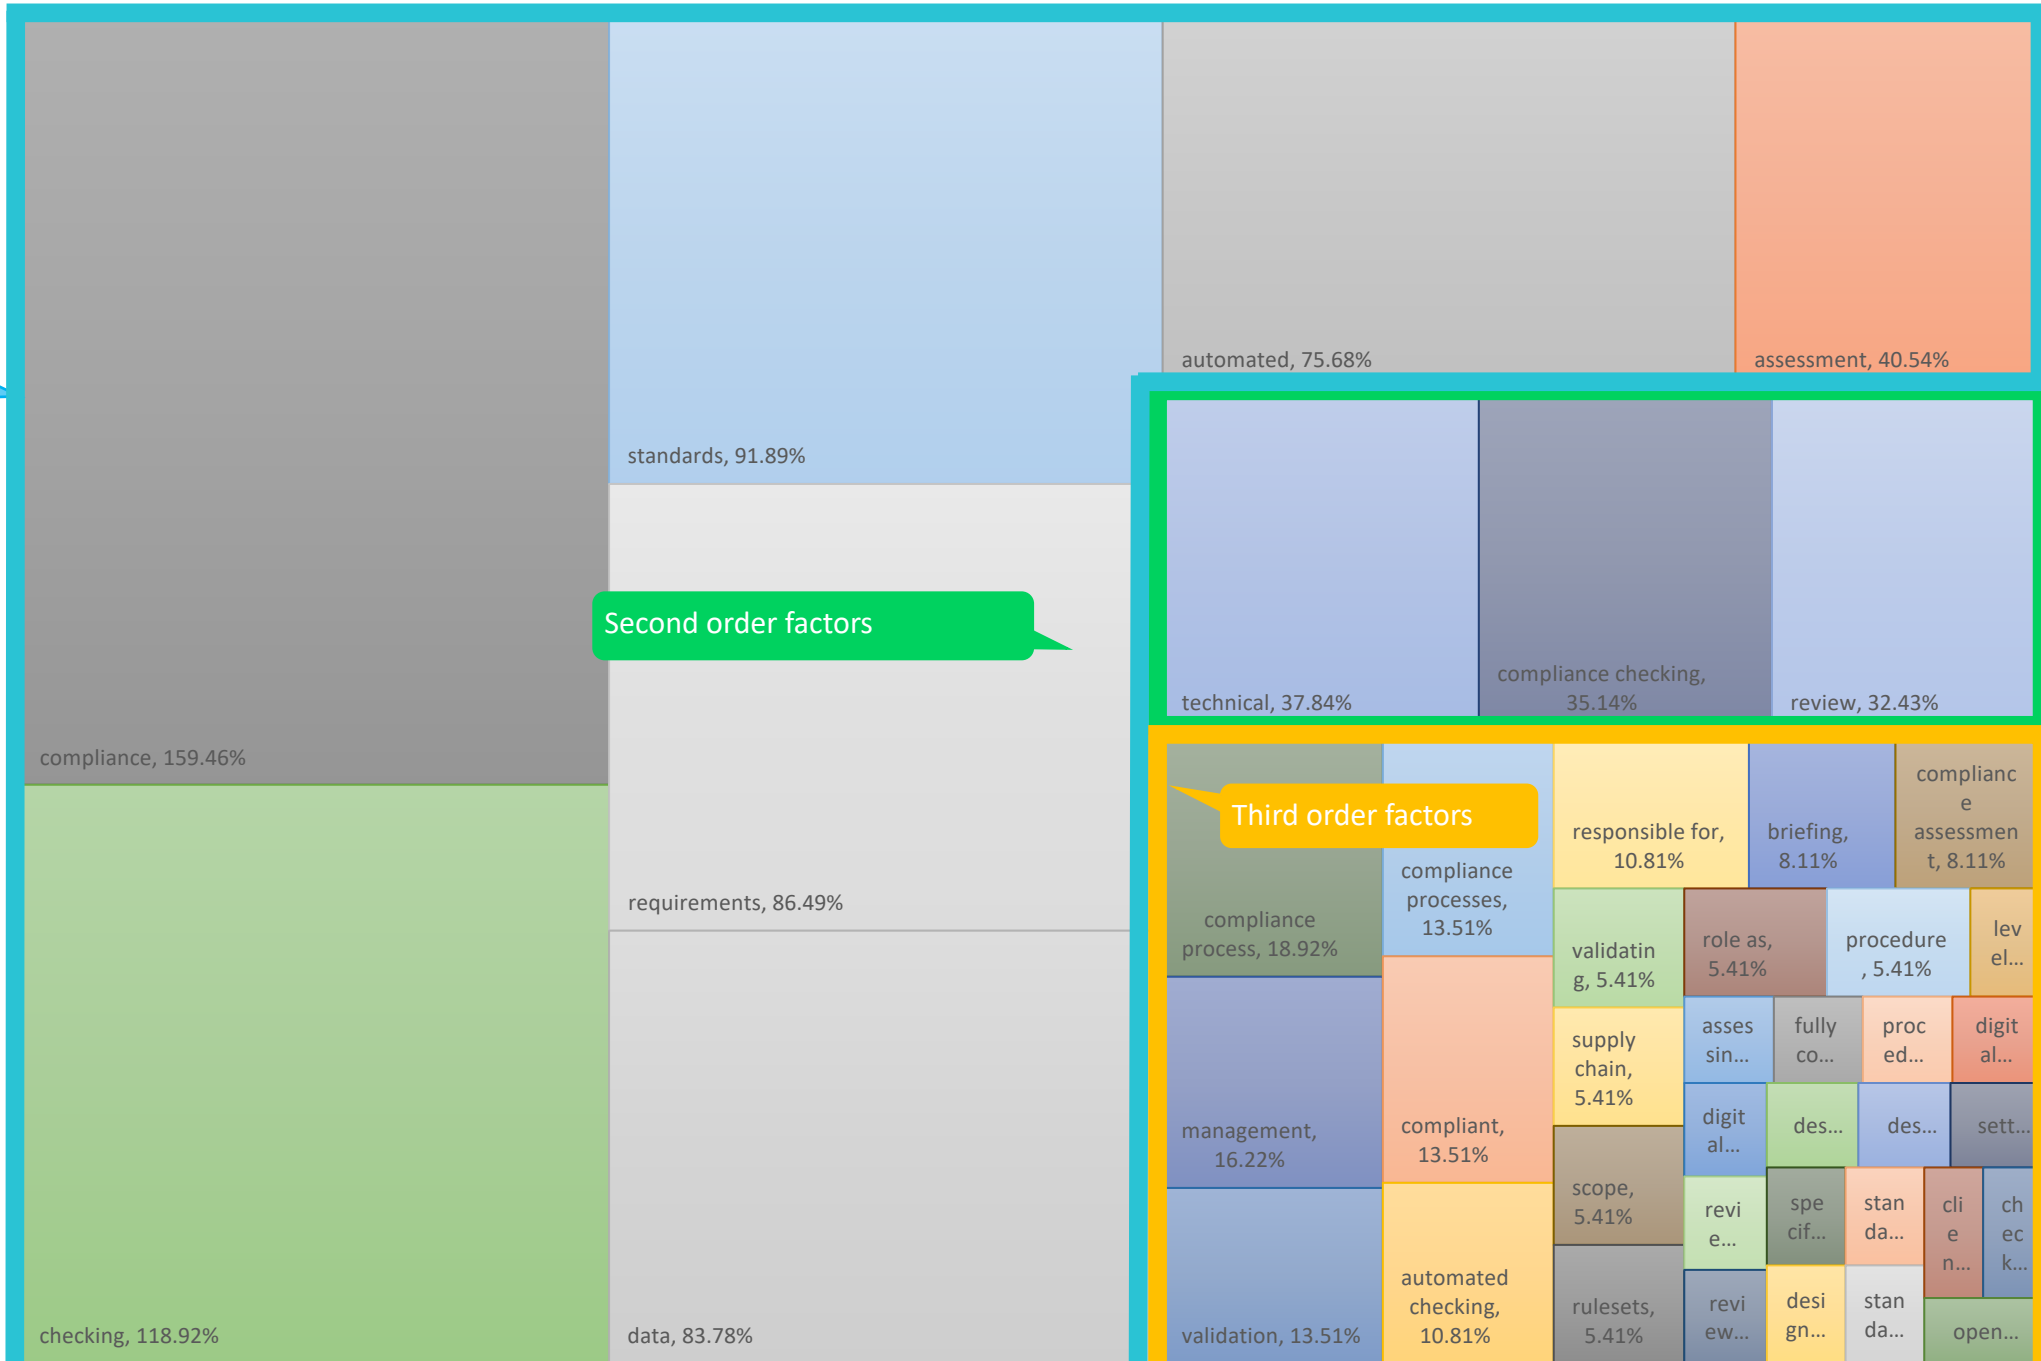 automated, 75.68%
assessment, 40.54%
standards, 91.89%
Second order factors
compliance checking,
35.14%
technical, 37.84%
review, 32.43%
compliance, 159.46%
requirements, 86.49%
checking, 118.92%
data, 83.78%
Third order factors
compliance
process, 18.92%
compliance
processes,
13.51%
responsible for,
10.81%
briefing,
8.11%
complianc
e
assessmen
t, 8.11%
management,
16.22%
compliant,
13.51%
validation, 13.51%
automated
checking,
10.81%
validatin
g, 5.41%
role as,
5.41%
procedure
, 5.41%
lev
el...
supply
chain,
5.41%
asses
sin...
fully
co...
proc
ed...
digit
al...
digit
al...
des...
des...
sett...
scope,
5.41%
revi
e...
spe
cif...
stan
da...
cli
e
n...
ch
ec
k...
rulesets,
5.41%
revi
ew...
desi
gn...
stan
da...
open...